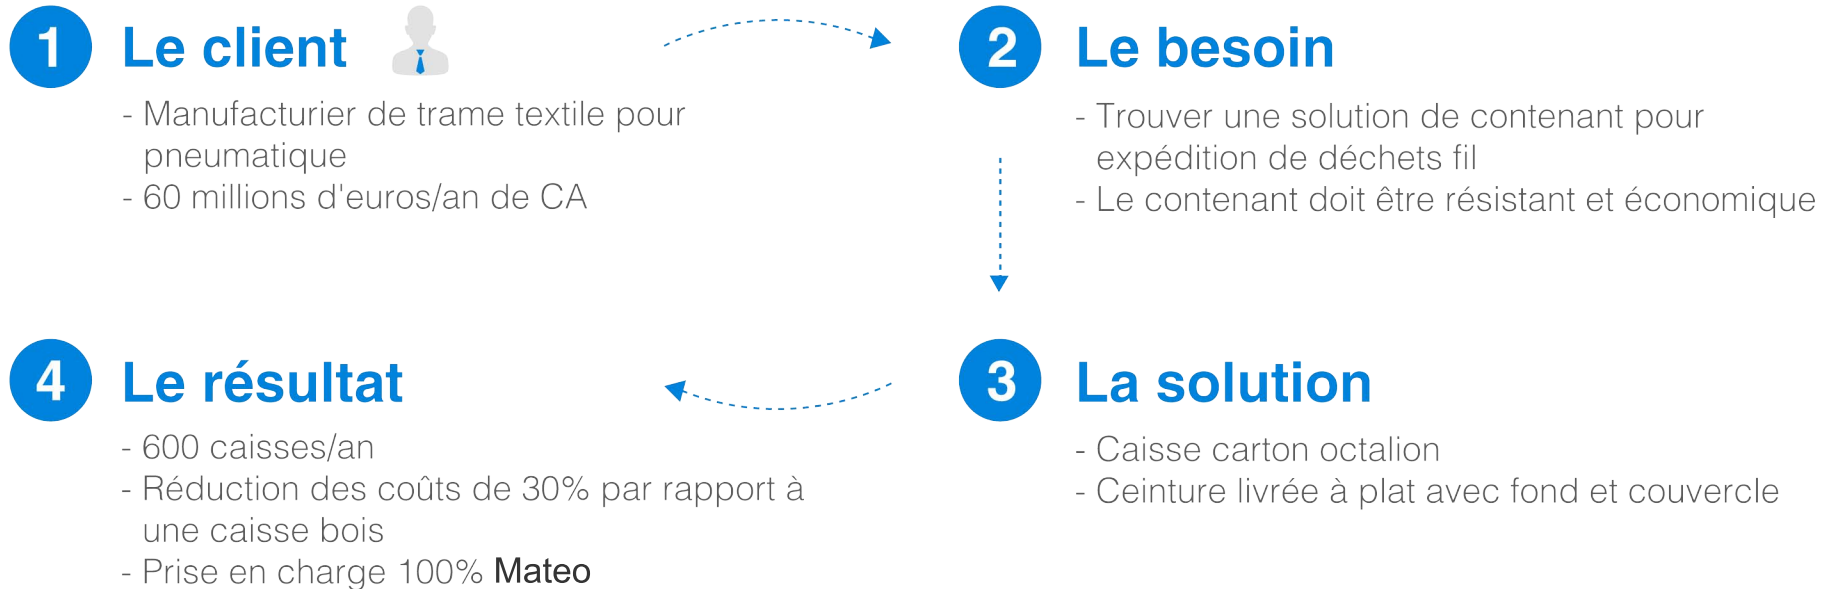 1 Le client
- Manufacturier de trame textile pour
pneumatique
- 60 millions d'euros/an de CA
2 Le besoin
- Trouver une solution de contenant pour
expédition de déchets fil
- Le contenant doit être résistant et économique
3 La solution
- Caisse carton octalion
- Ceinture livrée à plat avec fond et couvercle
4 Le résultat
- 600 caisses/an
- Réduction des coûts de 30% par rapport à
une caisse bois
- Prise en charge 100% Mateo